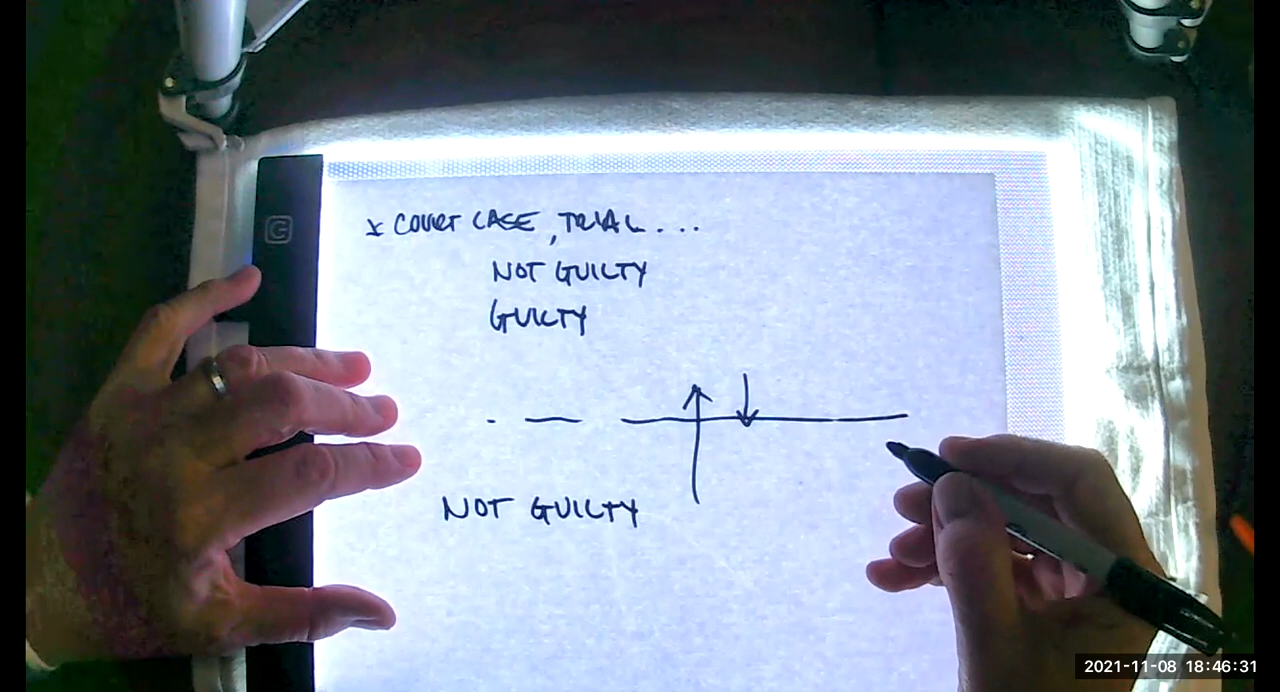 * COURT CASE, TRIAL...
NOT GUILTY
GUILTY
NOT GUILTY
2021-11-08 18:46:31